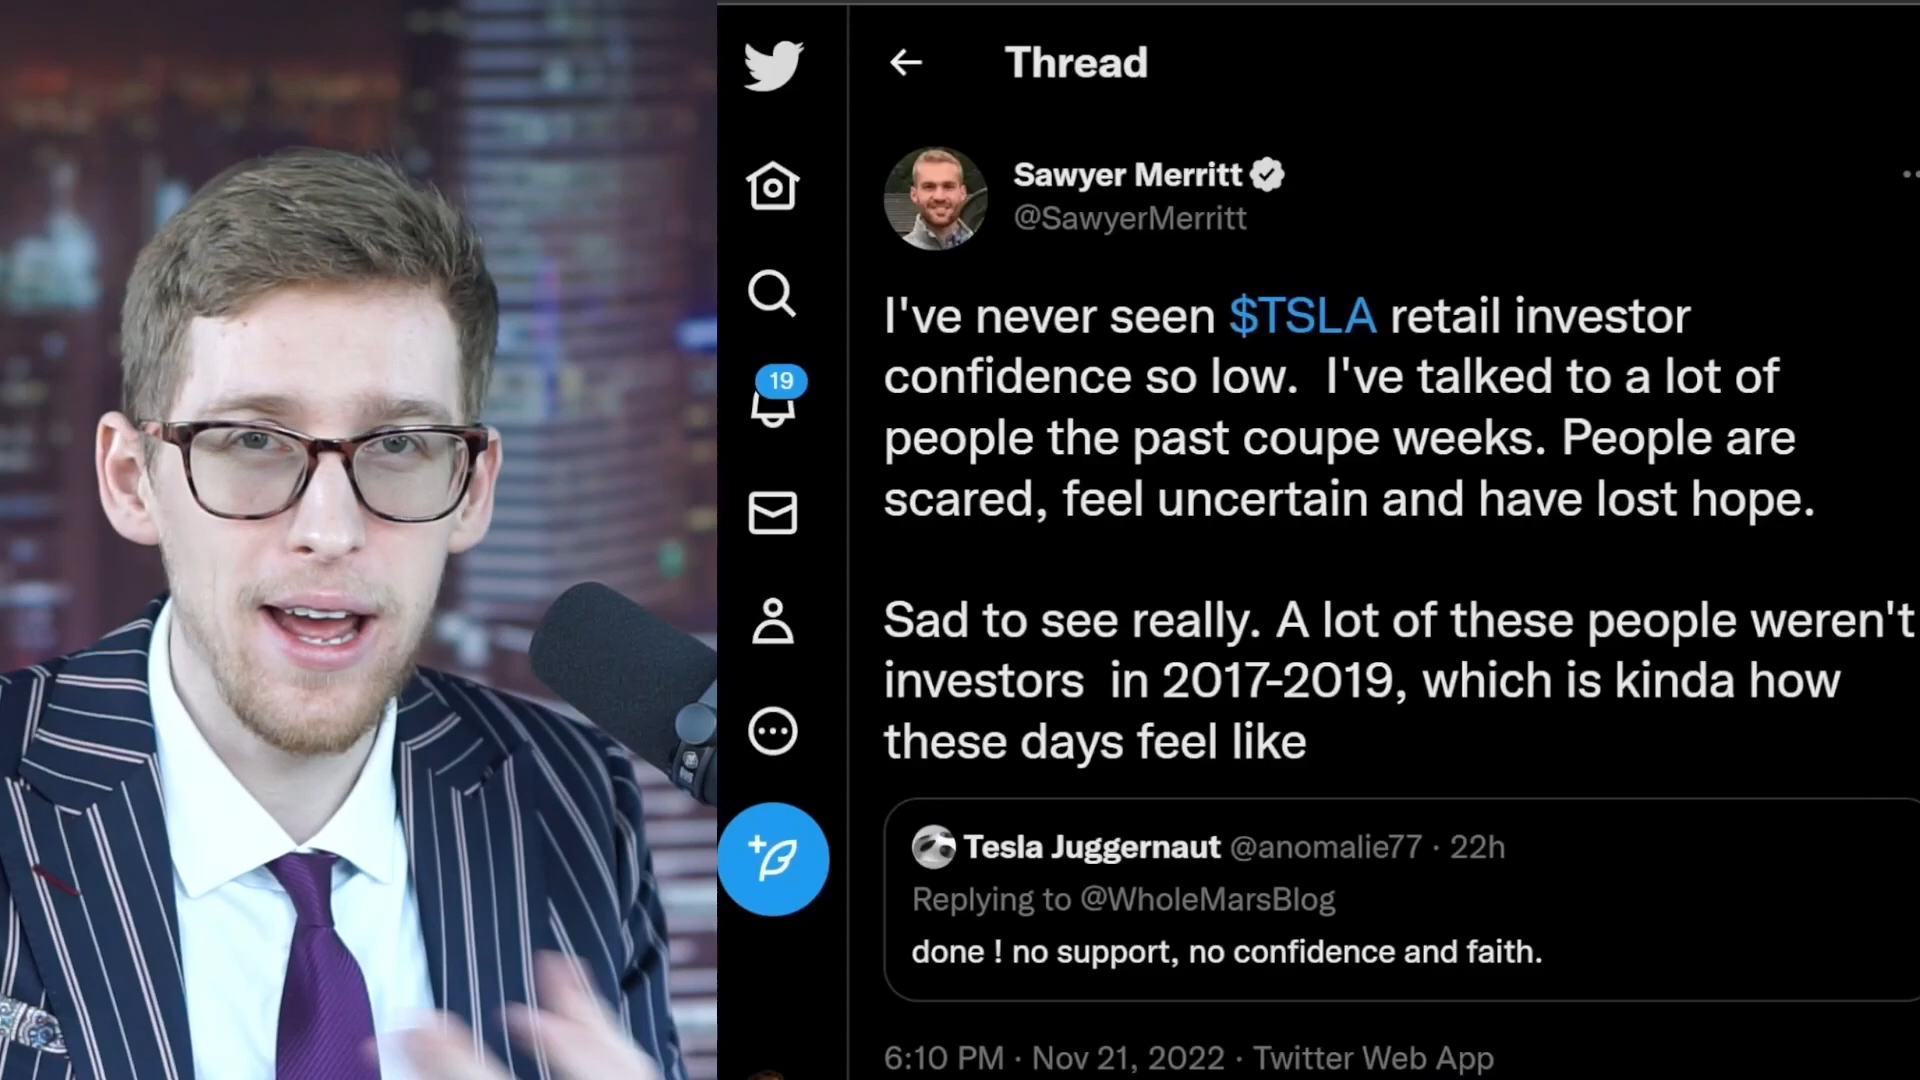 Thread
Sawyer Merritt
@SawyerMerritt
19
I've never seen $TSLA retail investor
confidence so low.  I've talked to a lot of
people the past coupe weeks. People are
scared, feel uncertain and have lost hope.
Sad to see really. A lot of these people weren't
investors  in 2017-2019, which is kinda how
these days feel like
Tesla Juggernaut @anomalie77 · 22h
Replying to @WholeMarsBlog
done ! no support, no confidence and faith.
6:10 PM · Nov 21, 2022 · Twitter Web App